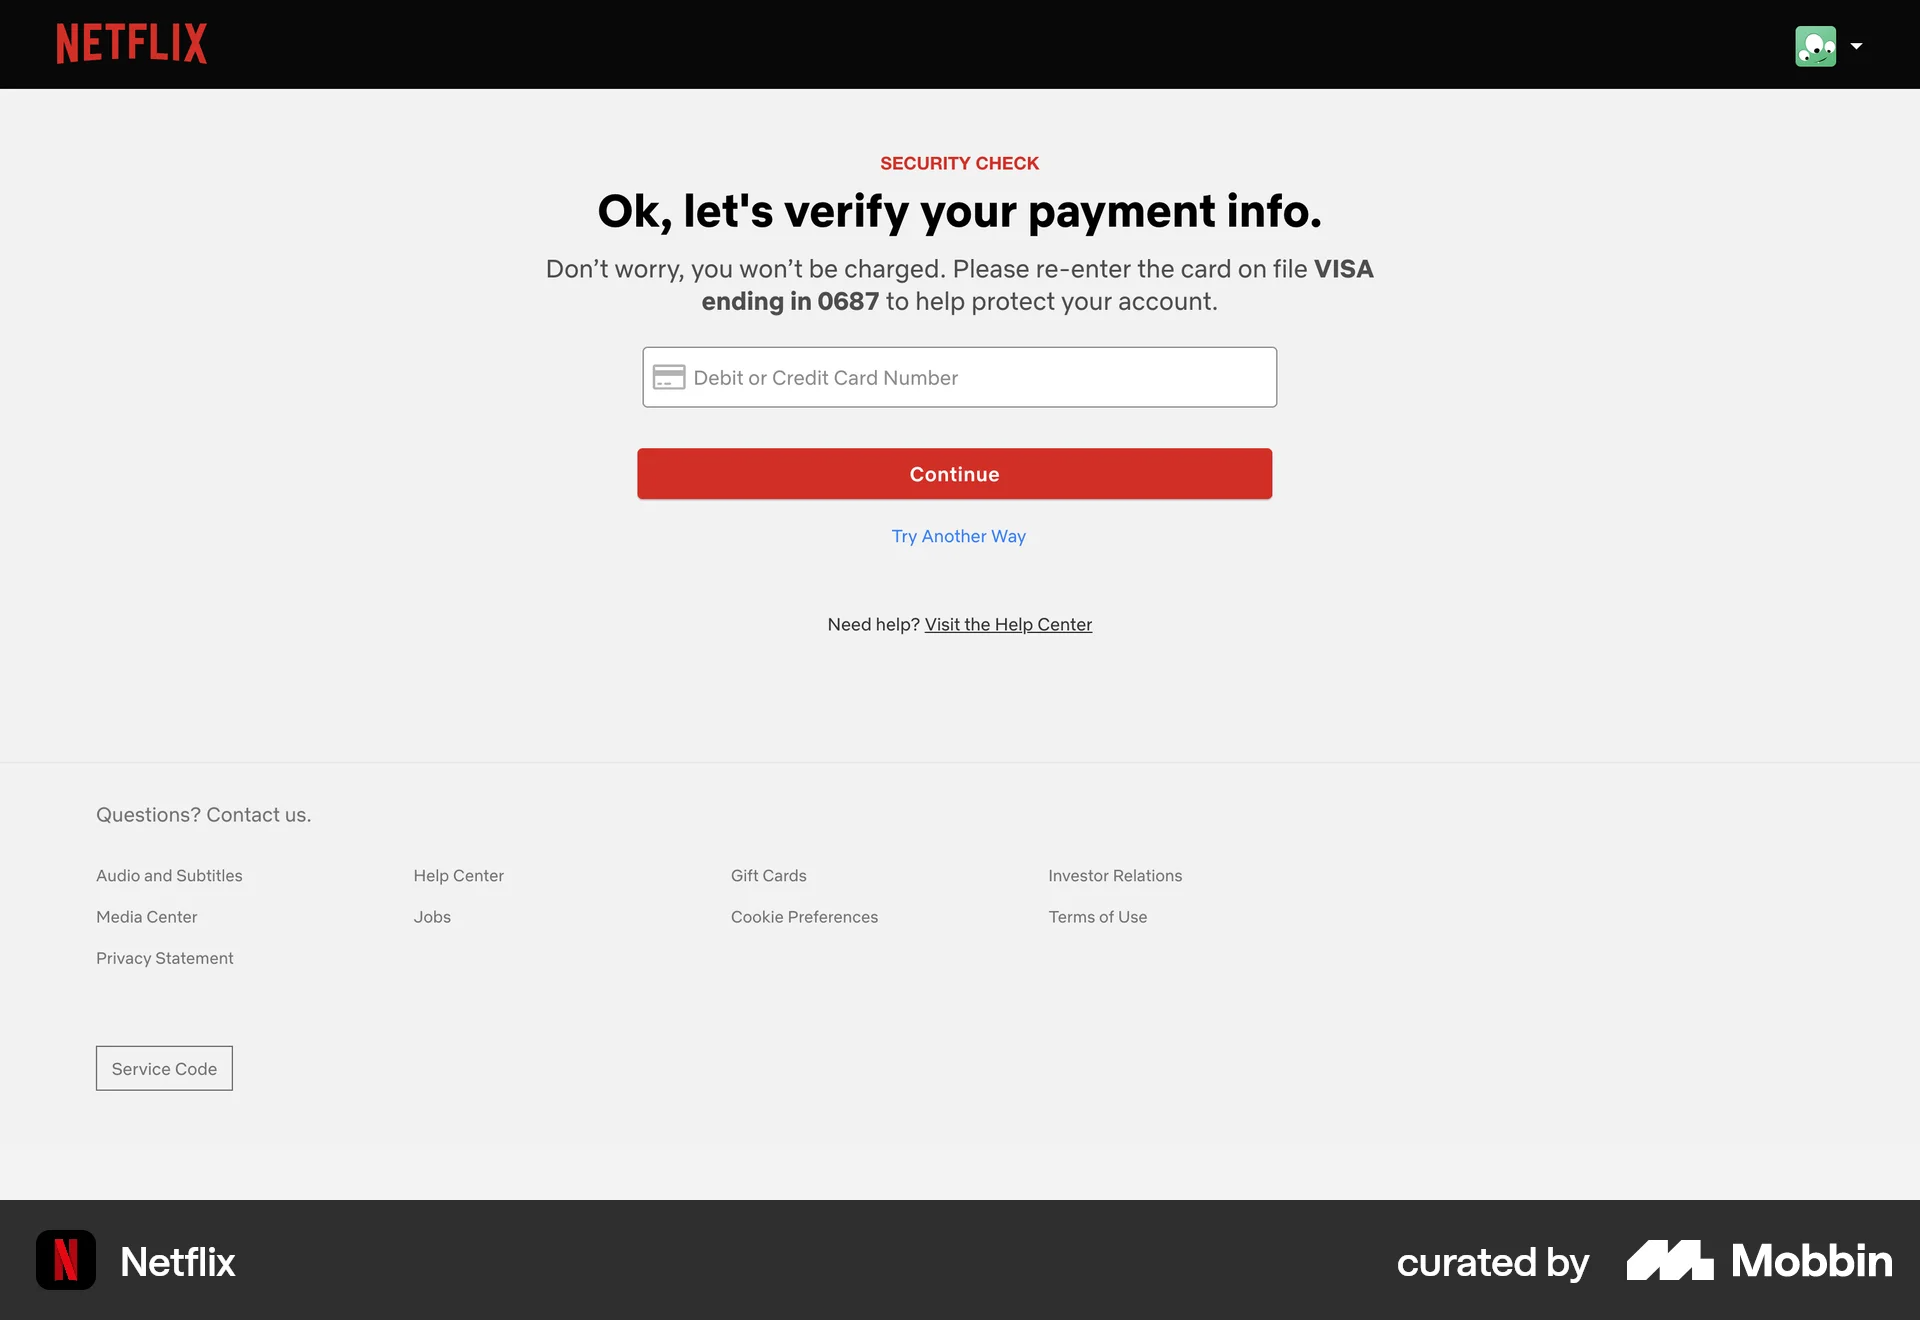 NETFLIX
SECURITY CHECK
Ok, let's verify your payment info.
Don’t worry, you won’t be charged. Please re-enter the card on file VISA
ending in 0687 to help protect your account.
Debit or Credit Card Number
Continue
Try Another Way
Need help? Visit the Help Center
Questions? Contact us.
Audio and Subtitles
Help Center
Gift Cards
Investor Relations
Media Center
Jobs
Cookie Preferences
Terms of Use
Privacy Statement
Service Code
N Netflix
curated by Mobbin